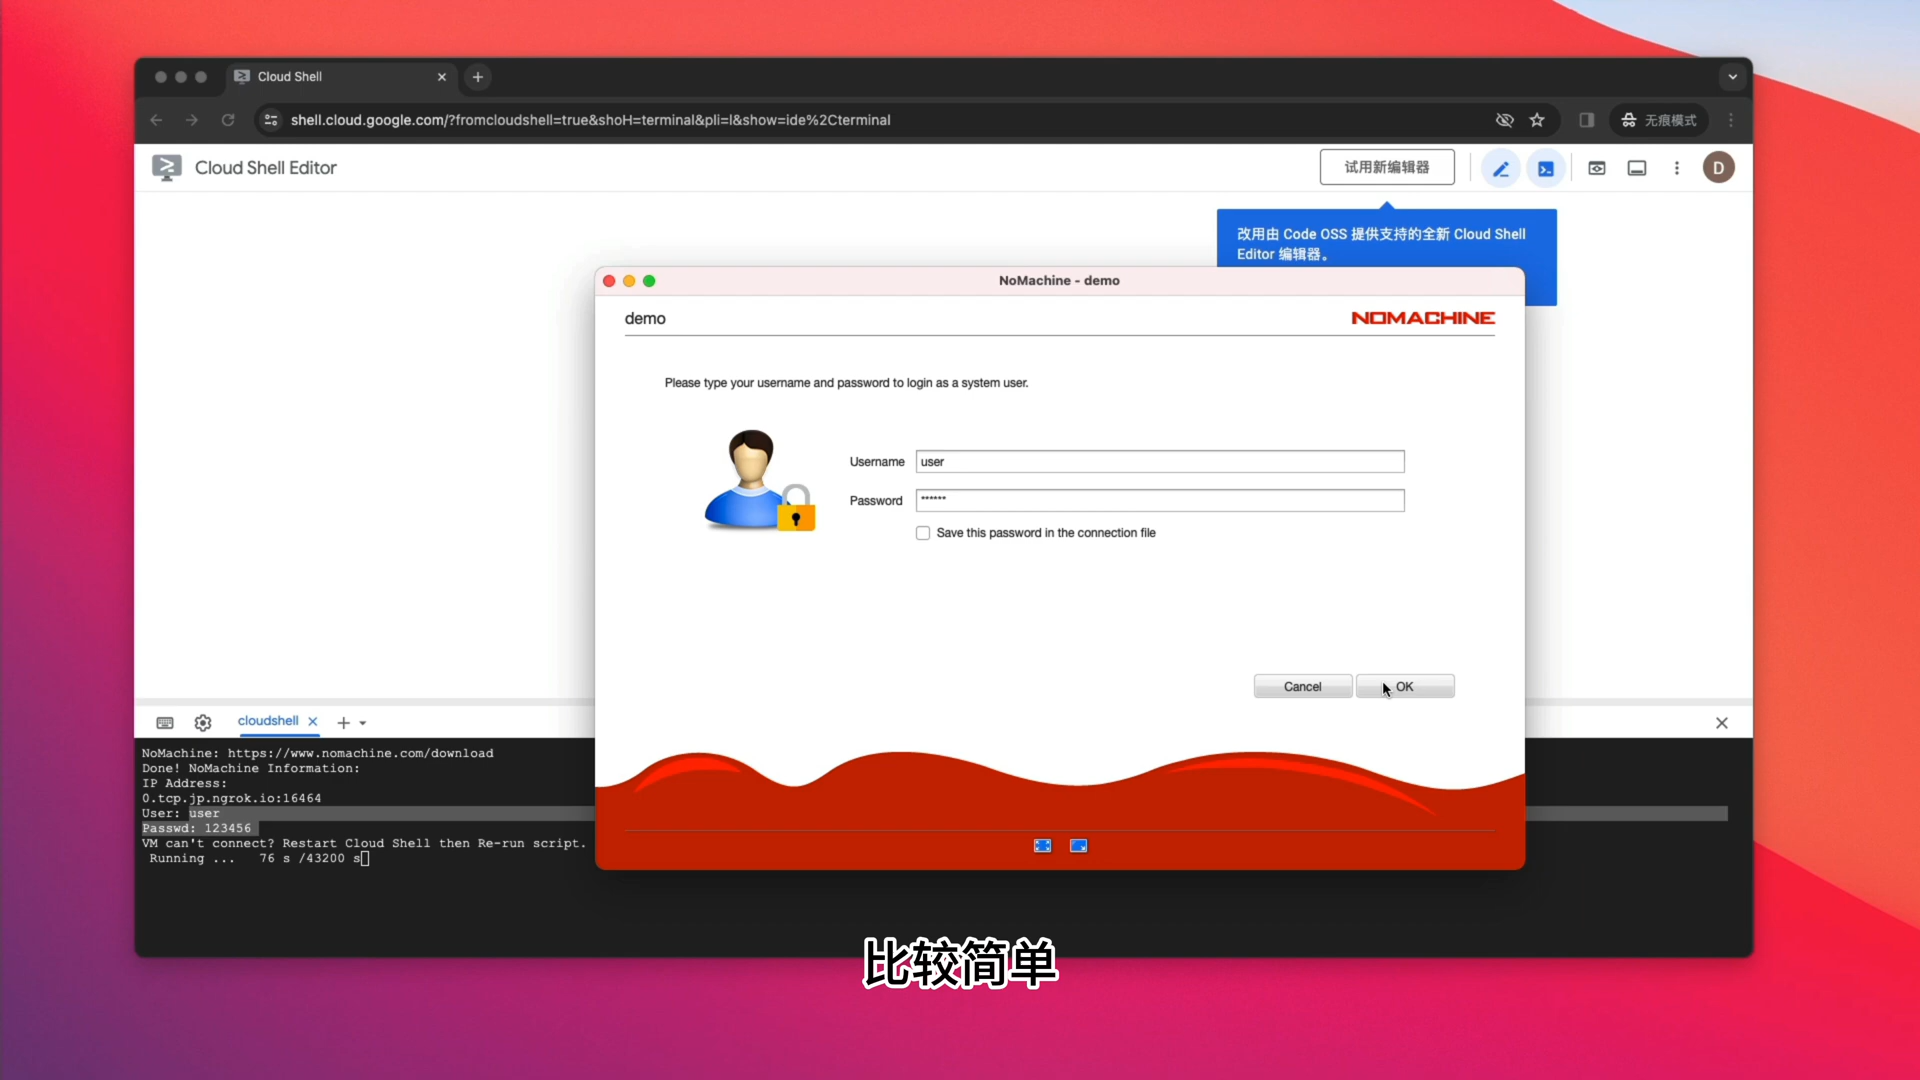 Cloud Shell
shell.cloud.google.com/?fromcloudshell=true&shoH=terminal&pli=l&show=ide%2Cterminal
无痕模式
Cloud Shell Editor
试用新编辑器
D
改用由 Code OSS 提供支持的全新 Cloud Shell
Editor 编辑器。
NoMachine - demo
demo
NOMACHINE
Please type your username and password to login as a system user.
Username
user
Password
******
Save this password in the connection file
Cancel
OK
cloudshell
NoMachine: https://www.nomachine.com/download
Done! NoMachine Information:
IP Address:
0.tcp.jp.ngrok.io:16464
User: user
Passwd: 123456
VM can't connect? Restart Cloud Shell then Re-run script.
Running ... 76 s /43200 s
比较简单